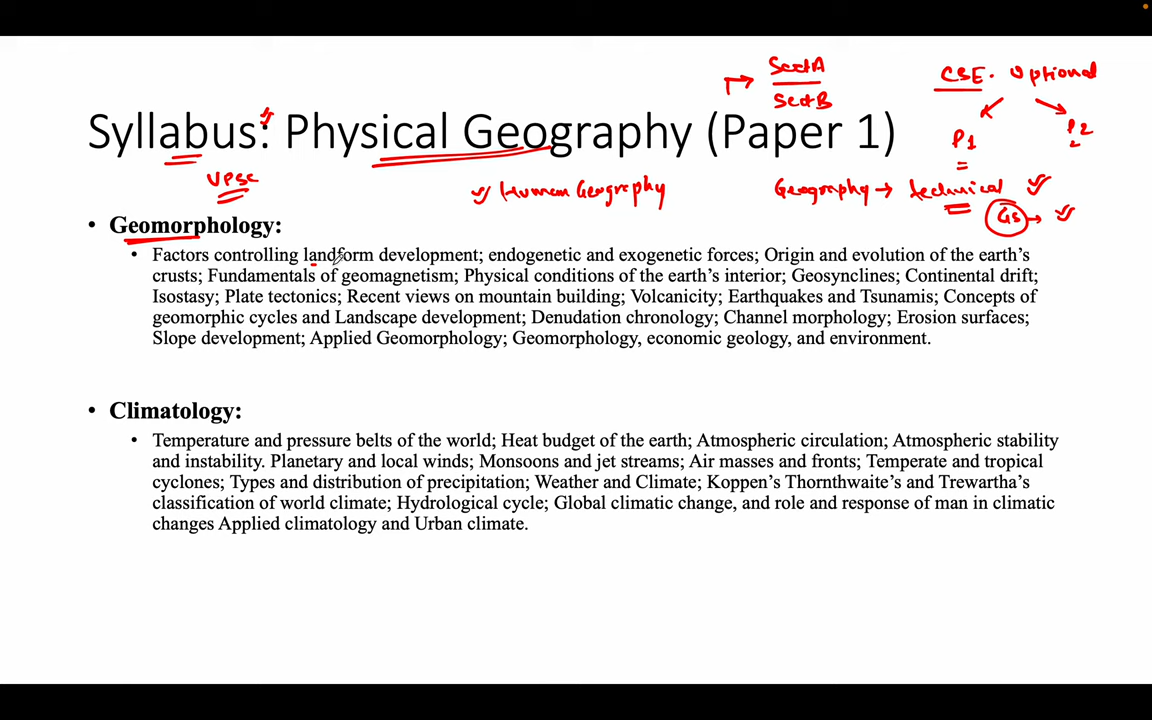 Sect A
Sect B
CSE. Optional
P1
P2
Syllabus: Physical Geography (Paper 1)
UPSC
Human Geography
Geography → technical
GS →
• Geomorphology:
• Factors controlling landform development; endogenetic and exogenetic forces; Origin and evolution of the earth's
crusts; Fundamentals of geomagnetism; Physical conditions of the earth's interior; Geosynclines; Continental drift;
Isostasy; Plate tectonics; Recent views on mountain building; Volcanicity; Earthquakes and Tsunamis; Concepts of
geomorphic cycles and Landscape development; Denudation chronology; Channel morphology; Erosion surfaces;
Slope development; Applied Geomorphology; Geomorphology, economic geology, and environment.
• Climatology:
• Temperature and pressure belts of the world; Heat budget of the earth; Atmospheric circulation; Atmospheric stability
and instability. Planetary and local winds; Monsoons and jet streams; Air masses and fronts; Temperate and tropical
cyclones; Types and distribution of precipitation; Weather and Climate; Koppen's Thornthwaite's and Trewartha's
classification of world climate; Hydrological cycle; Global climatic change, and role and response of man in climatic
changes Applied climatology and Urban climate.